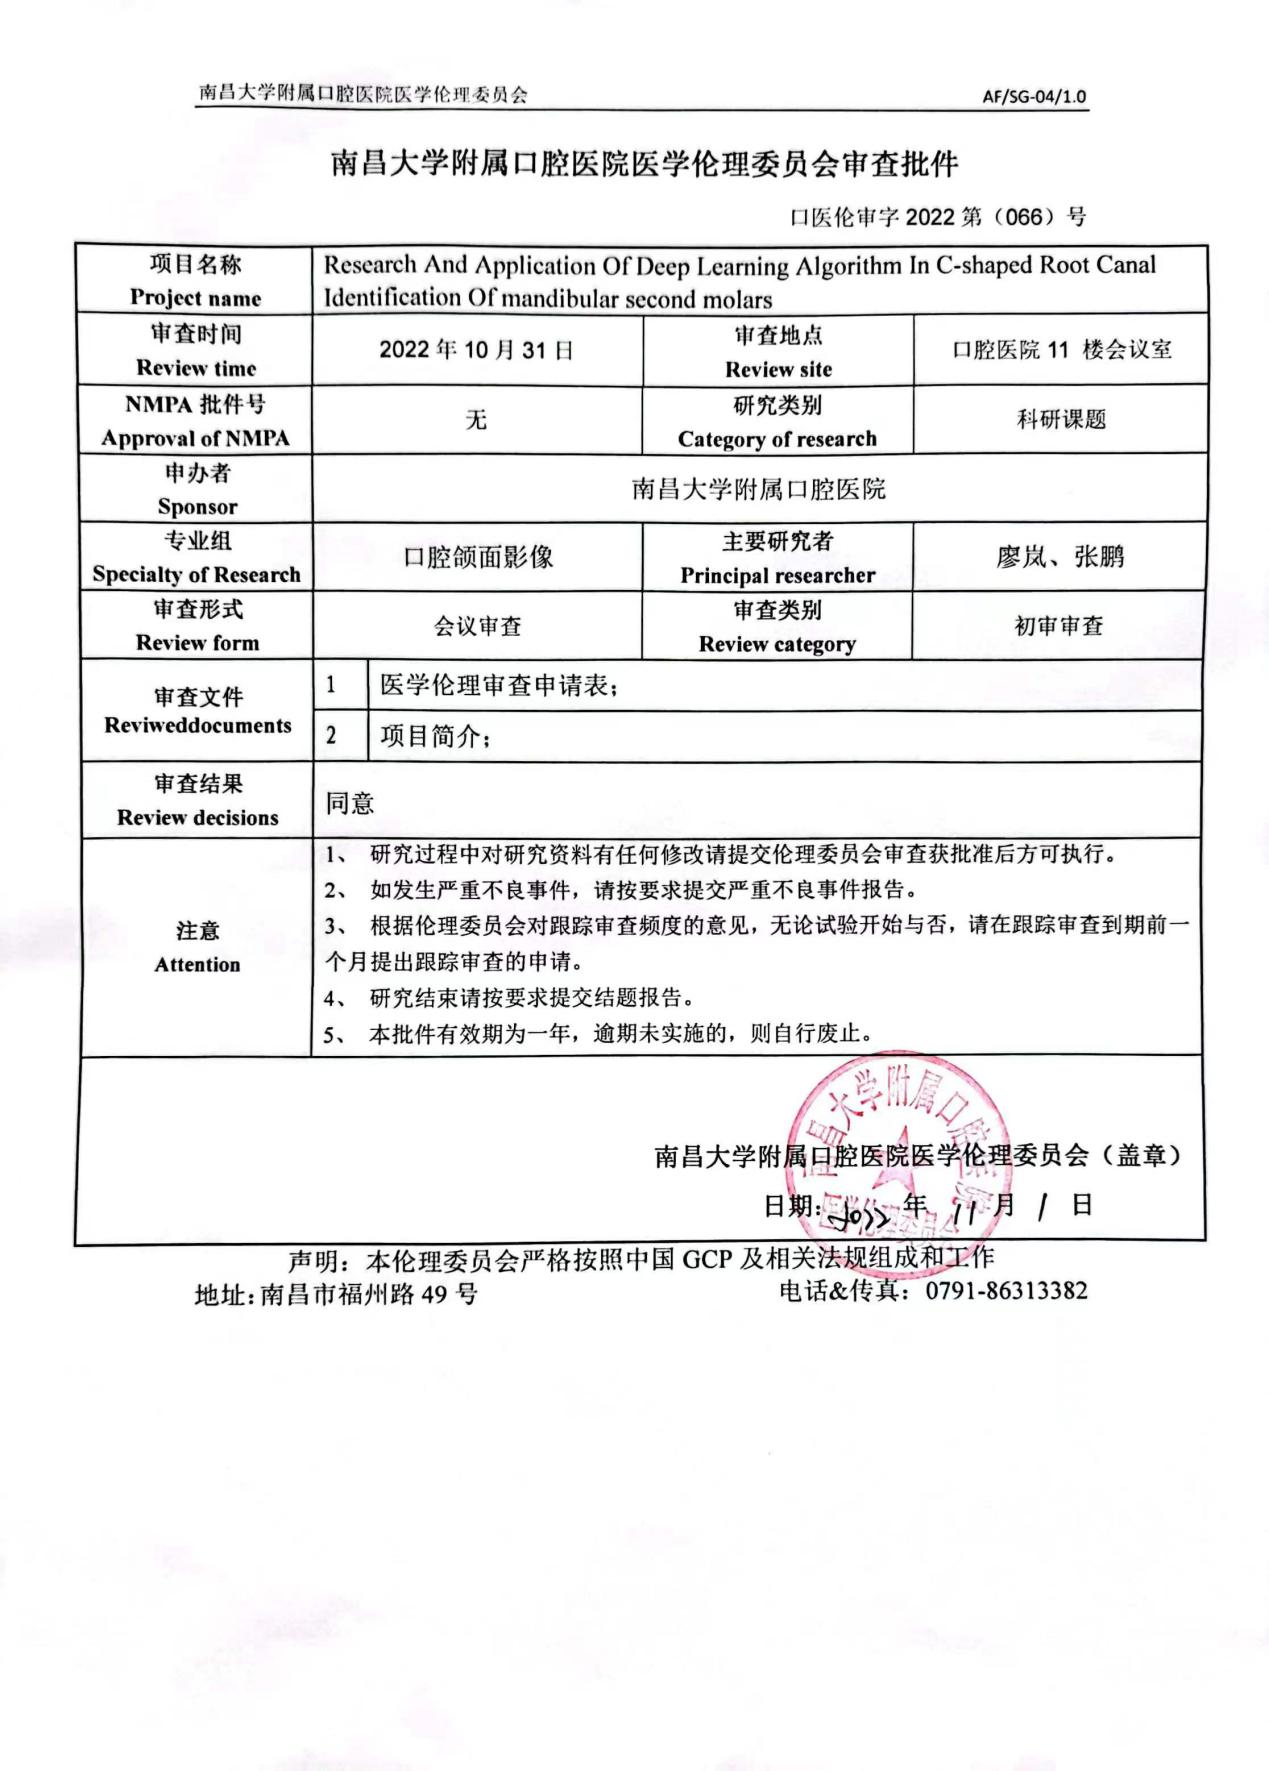 南昌大学附属口腔医院医学伦理委员会 AF/SG-04/1.0
南昌大学附属口腔医院医学伦理委员会审查批件
口医伦审字 2022 第（066）号
项目名称
Project name
Research And Application Of Deep Learning Algorithm In C-shaped Root Canal
Identification Of mandibular second molars
审查时间
Review time
2022 年 10 月 31 日
审查地点
Review site
口腔医院 11 楼会议室
NMPA 批件号
Approval of NMPA
无
研究类别
Category of research
科研课题
申办者
Sponsor
南昌大学附属口腔医院
专业组
Specialty of Research
口腔颌面影像
主要研究者
Principal researcher
廖岚、张鹏
审查形式
Review form
会议审查
审查类别
Review category
初审审查
审查文件
Reviweddocuments
1 医学伦理审查申请表；
2 项目简介；
审查结果
Review decisions
同意
注意
Attention
1、 研究过程中对研究资料有任何修改请提交伦理委员会审查获批准后方可执行。
2、 如发生严重不良事件，请按要求提交严重不良事件报告。
3、 根据伦理委员会对跟踪审查频度的意见，无论试验开始与否，请在跟踪审查到期前一
个月提出跟踪审查的申请。
4、 研究结束请按要求提交结题报告。
5、 本批件有效期为一年，逾期未实施的，则自行废止。
南昌大学附属口腔医院
医学伦理委员会
南昌大学附属口腔医院医学伦理委员会（盖章）
日期: 2022 年 11 月 1 日
声明：本伦理委员会严格按照中国 GCP 及相关法规组成和工作
地址: 南昌市福州路 49 号 电话&传真：0791-86313382